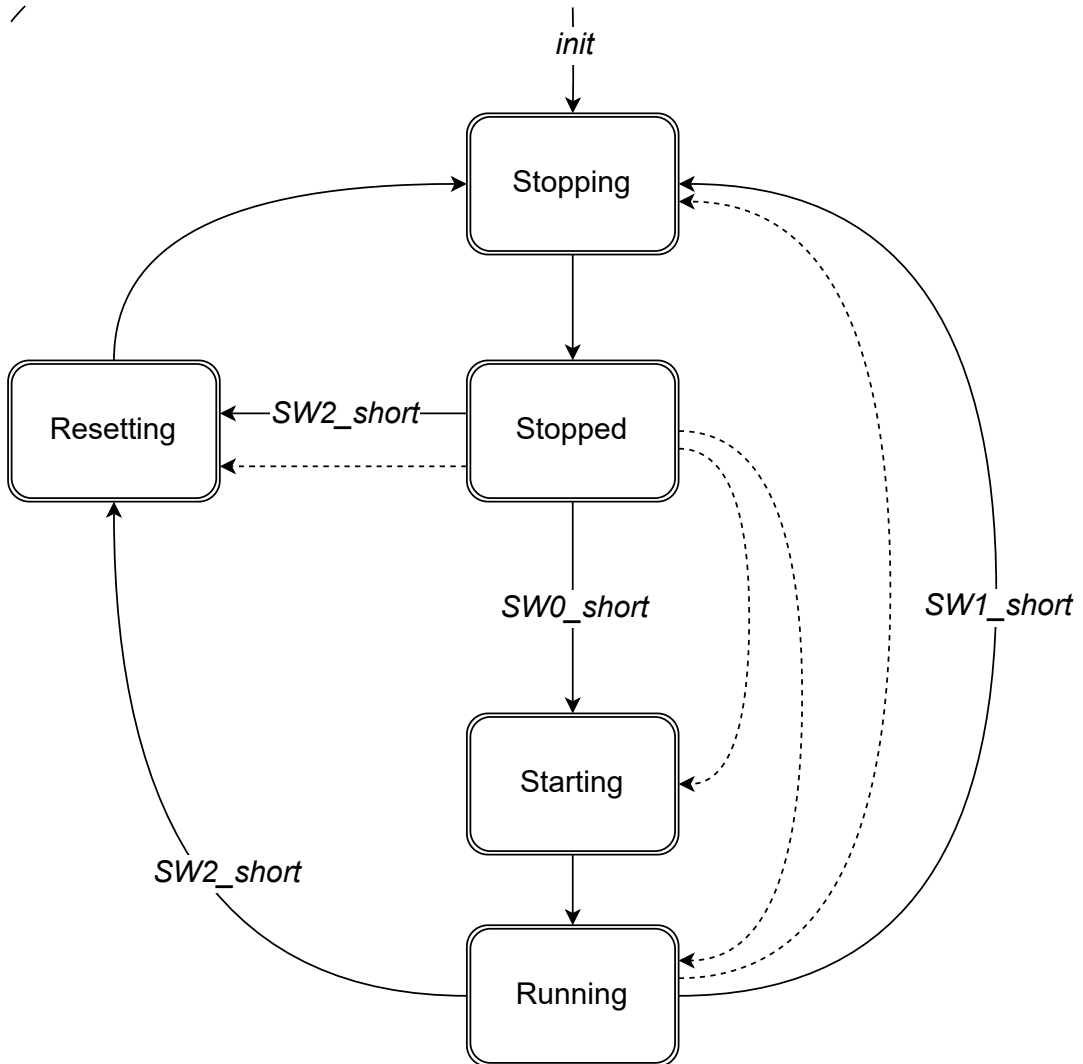 init
Stopping
SW2_short
Resetting
Stopped
SW0_short
SW1_short
Starting
SW2_short
Running